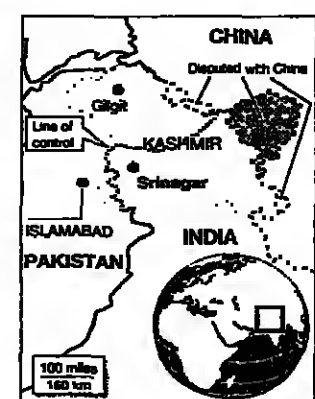 CHINA
Disputed with China
Gilgit
Line of
control
KASHMIR
Srinagar
ISLAMABAD
INDIA
PAKISTAN
100 miles
160 km